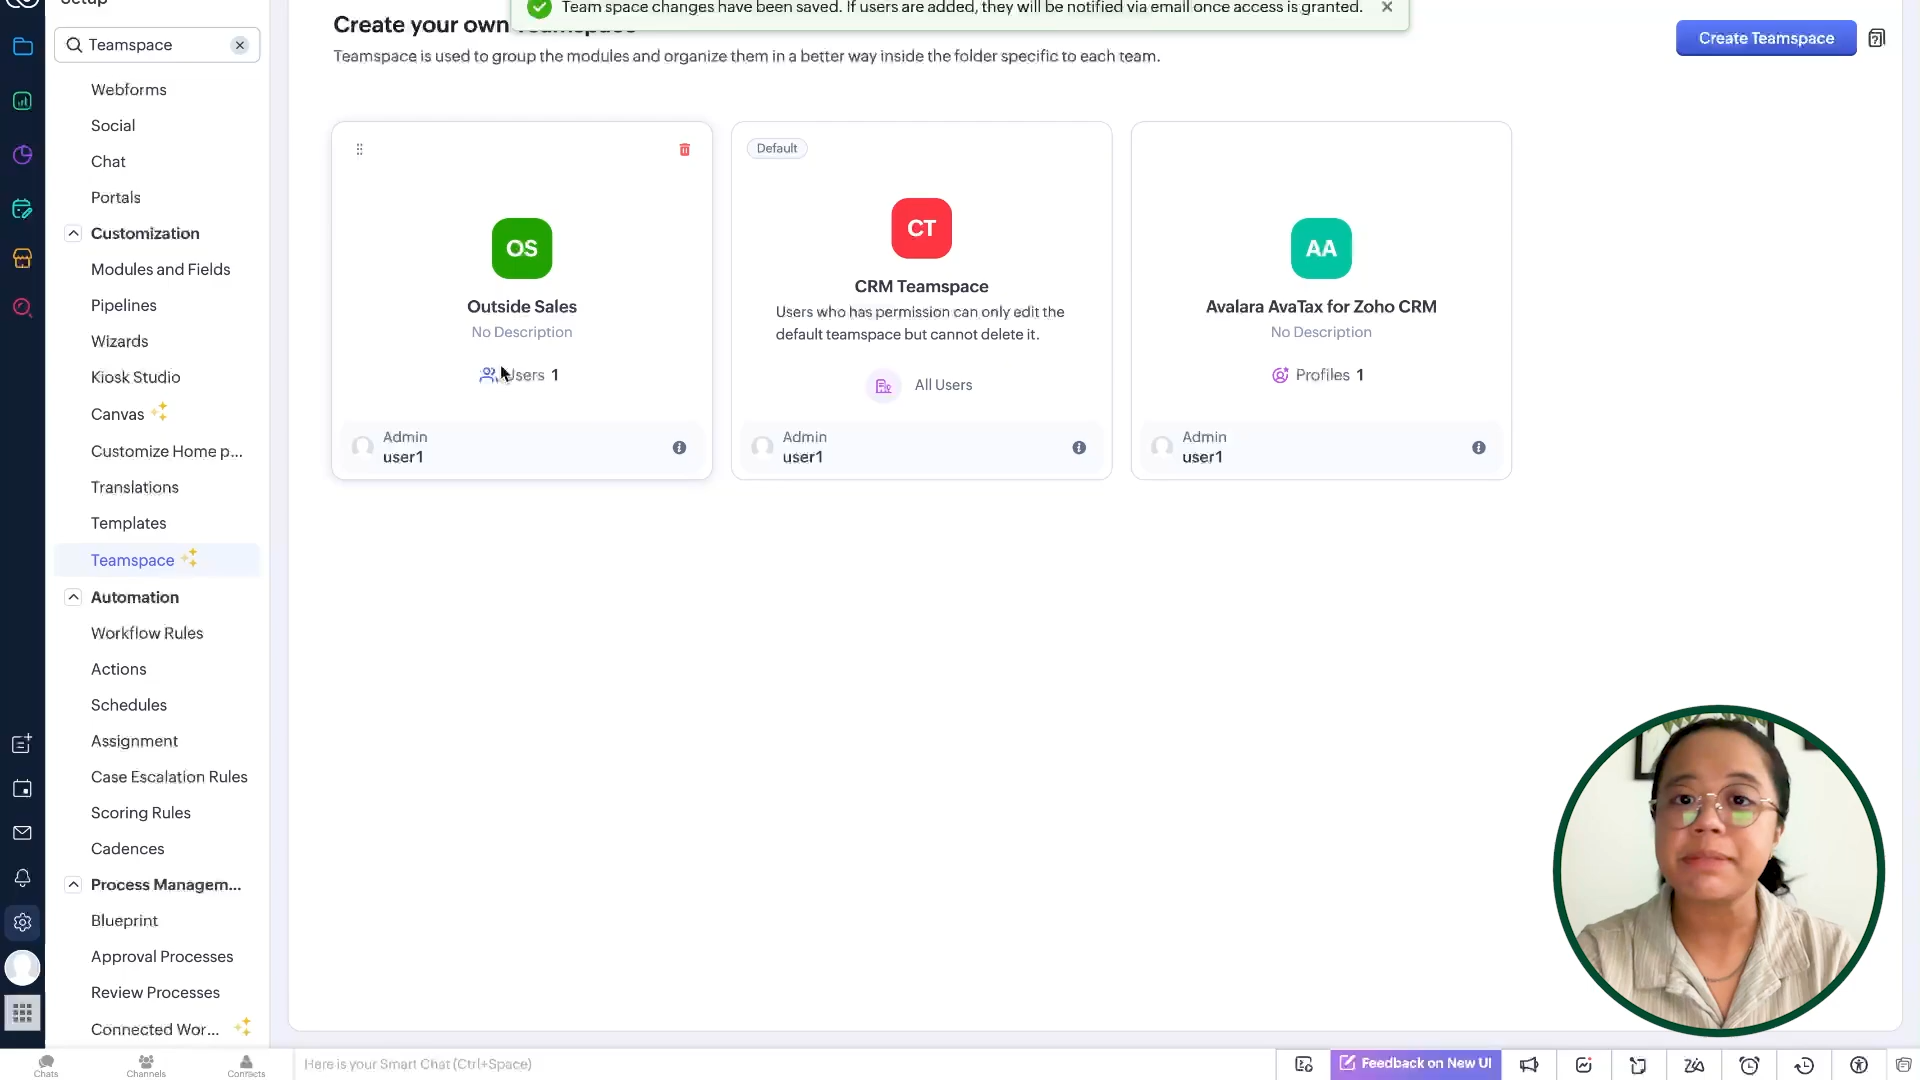 Setup
Teamspace
Webforms
Social
Chat
Portals
Customization
Modules and Fields
Pipelines
Wizards
Kiosk Studio
Canvas
Customize Home p...
Translations
Templates
Teamspace
Automation
Workflow Rules
Actions
Schedules
Assignment
Case Escalation Rules
Scoring Rules
Cadences
Process Managem...
Blueprint
Approval Processes
Review Processes
Connected Wor...
Team space changes have been saved. If users are added, they will be notified via email once access is granted.
Create your own Teamspace
Teamspace is used to group the modules and organize them in a better way inside the folder specific to each team.
Create Teamspace
OS
Outside Sales
No Description
Users 1
Admin
user1
Default
CT
CRM Teamspace
Users who has permission can only edit the
default teamspace but cannot delete it.
All Users
Admin
user1
AA
Avalara AvaTax for Zoho CRM
No Description
Profiles 1
Admin
user1
Chats
Channels
Contacts
Here is your Smart Chat (Ctrl+Space)
Feedback on New UI